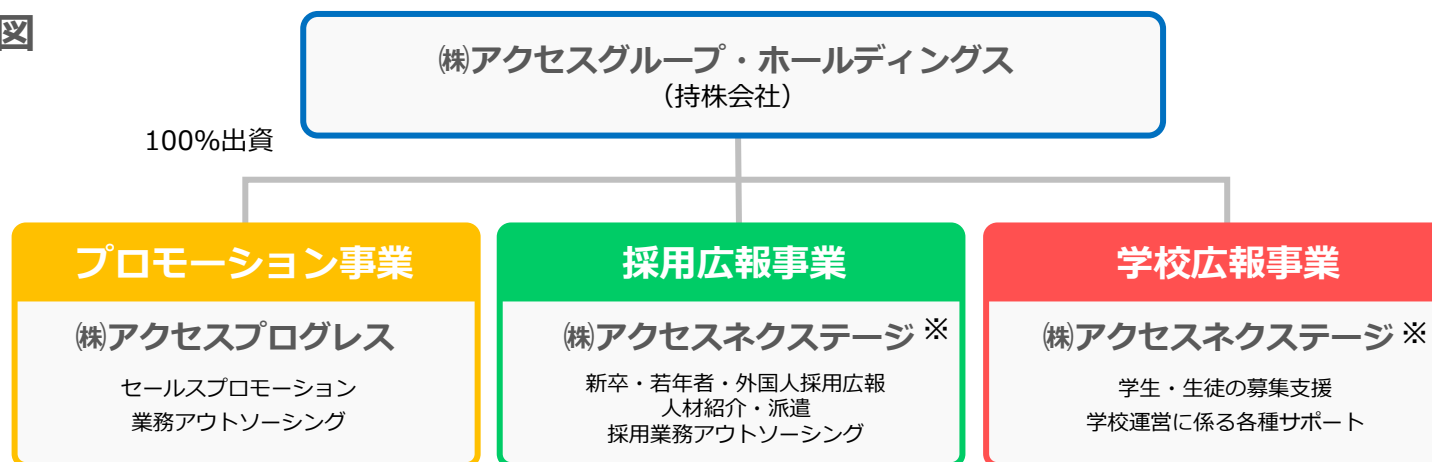 図
㈱アクセスグループ・ホールディングス
（持株会社）
100%出資
プロモーション事業
㈱アクセスプログレス
セールスプロモーション
業務アウトソーシング
採用広報事業
㈱アクセスネクステージ ※
新卒・若年者・外国人採用広報
人材紹介・派遣
採用業務アウトソーシング
学校広報事業
㈱アクセスネクステージ ※
学生・生徒の募集支援
学校運営に係る各種サポート